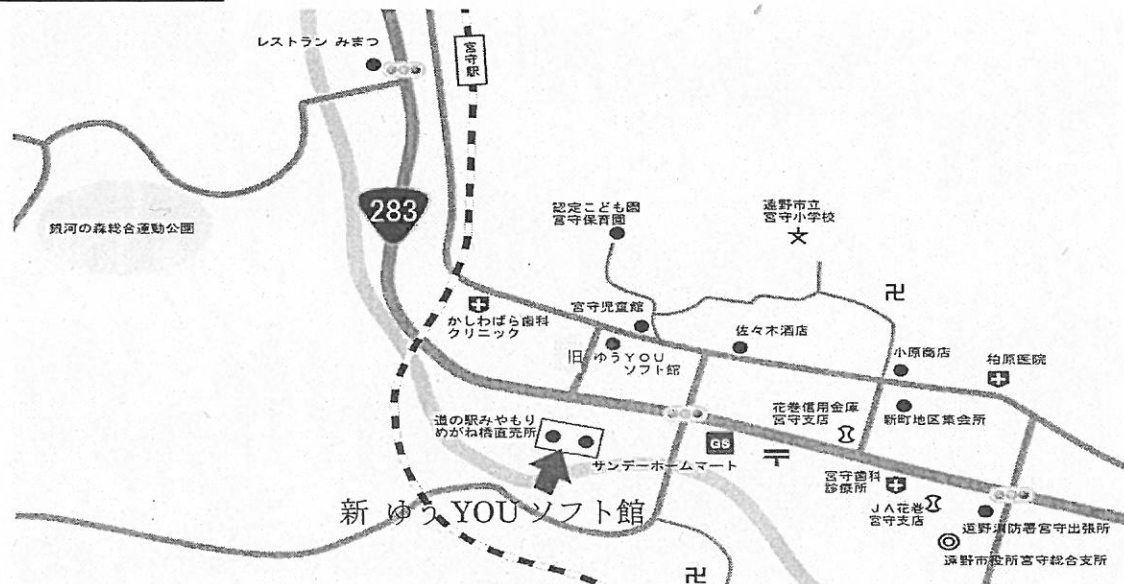 レストラン みまつ
宮守駅
283
銀河の森総合運動公園
認定こども園
宮守保育園
遠野市立
宮守小学校
かしわばら歯科
クリニック
宮守児童館
旧 ゆうYOU
ソフト館
佐々木酒店
小原商店
柏原医院
道の駅みやもり
めがね橋直売所
GS
サンデーホームマート
花巻信用金庫
宮守支店
新町地区集会所
宮守歯科
診療所
JA花巻
宮守支店
遠野消防署宮守出張所
遠野市役所宮守総合支所
新 ゆう YOU ソフト館